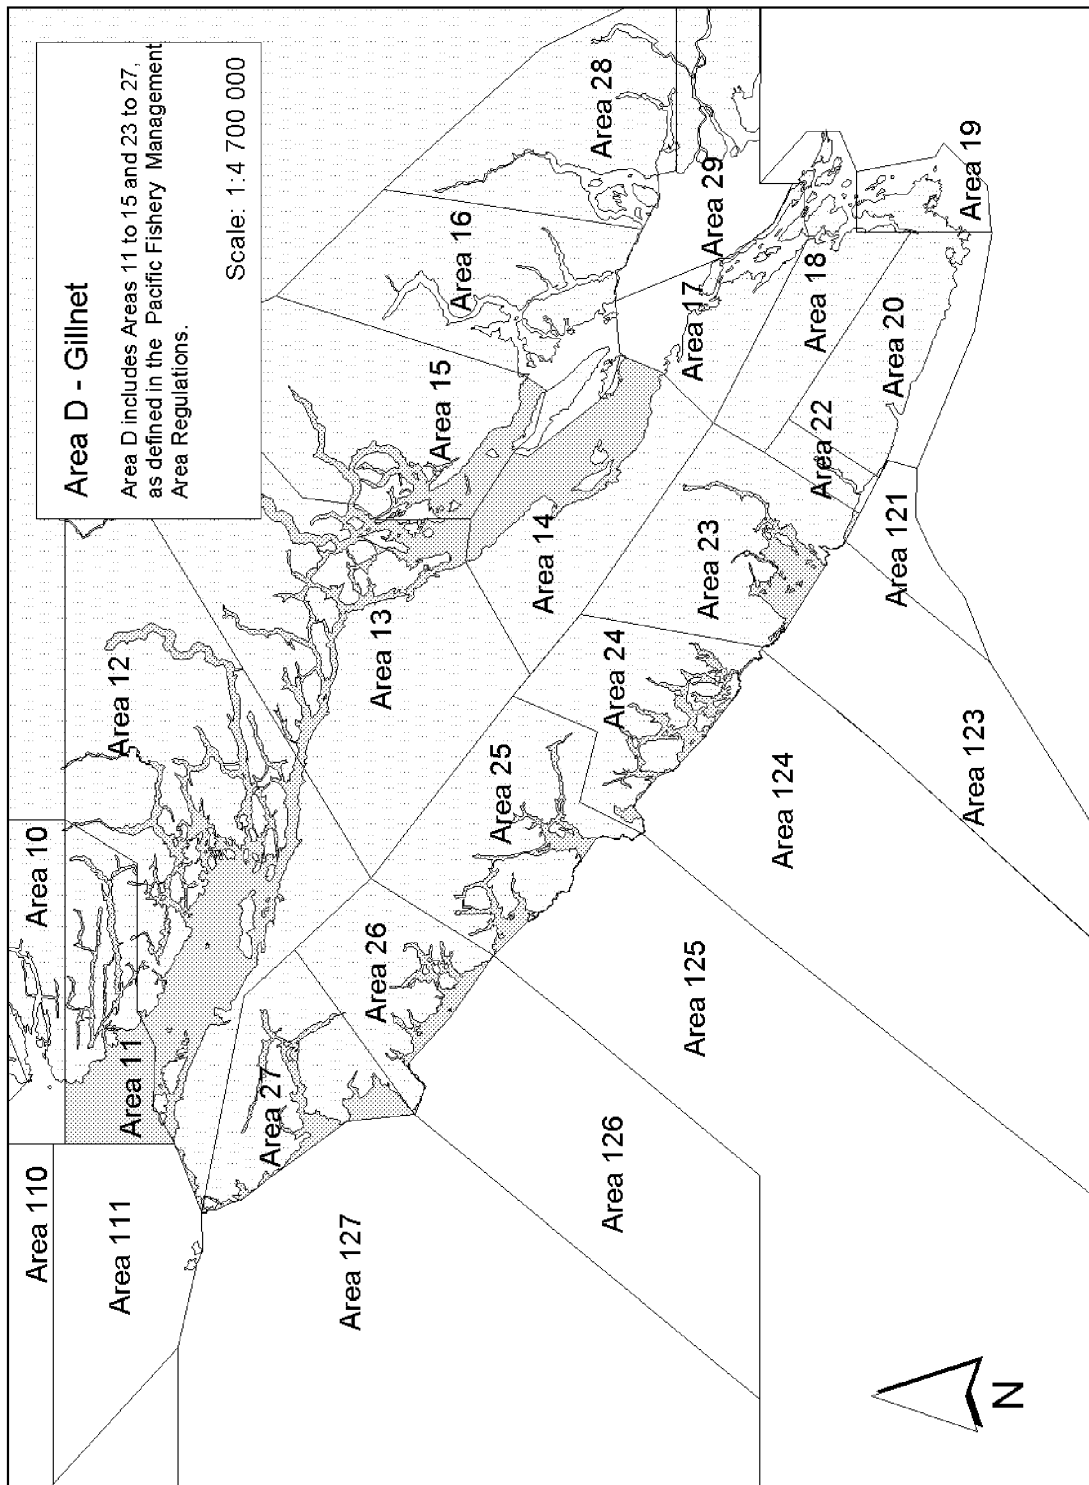 Area D - Gillnet
Area D includes Areas 11 to 15 and 23 to 27,
as defined in the Pacific Fishery Management
Area Regulations.
Scale: 1:4 700 000
Area 110
Area 10
Area 111
Area 11
Area 12
Area 28
Area 127
Area 27
Area 26
Area 13
Area 15
Area 16
Area 29
Area 25
Area 14
Area 17
Area 19
Area 126
Area 125
Area 24
Area 23
Area 18
Area 22
Area 20
Area 124
Area 121
Area 123
N